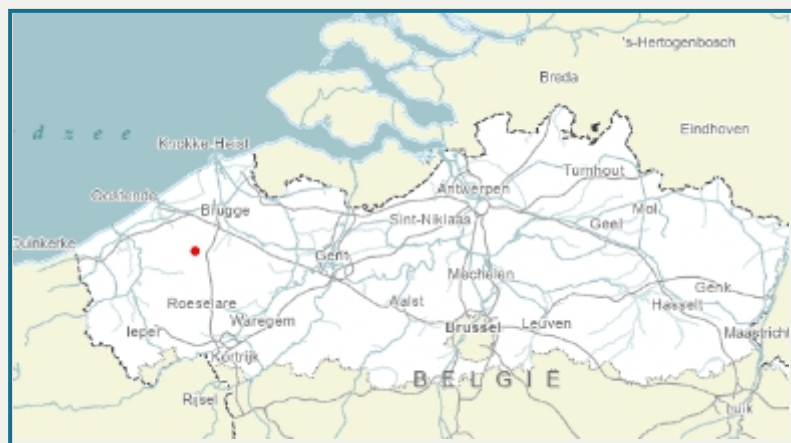 's-Hertogenbosch
Breda
dzee
Eindhoven
Knokke-Heist
Turnhout
Oostende
Antwerpen
Mol
Brugge
Sint-Niklaas
Geel
Duinkerke
Gent
Mechelen
Genk
Roeselare
Aalst
Hasselt
Ieper
Waregem
Brussel
Leuven
Maastricht
Kortrijk
BELGIË
Rijsel
Luik